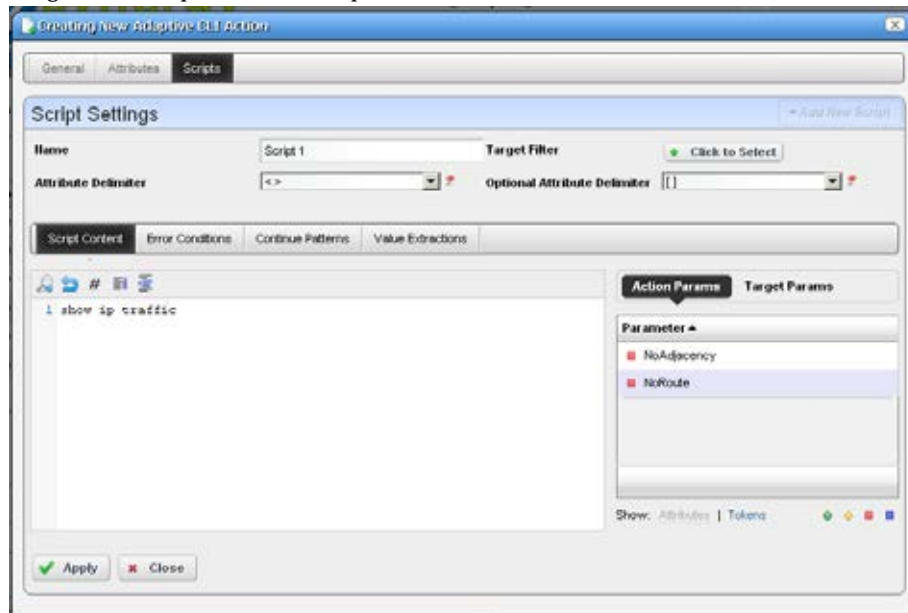 Creating New Adaptive CLI Action
General Attributes Scripts
Script Settings
+ Add New Script
Name Script 1 Target Filter Click to Select
Attribute Delimiter <> Optional Attribute Delimiter []
Script Content Error Conditions Continue Patterns Value Extractions
#
Action Params Target Params
1 show ip traffic
Parameter
NoAdjacency
NoRoute
Show: Attributes | Tokens
Apply Close